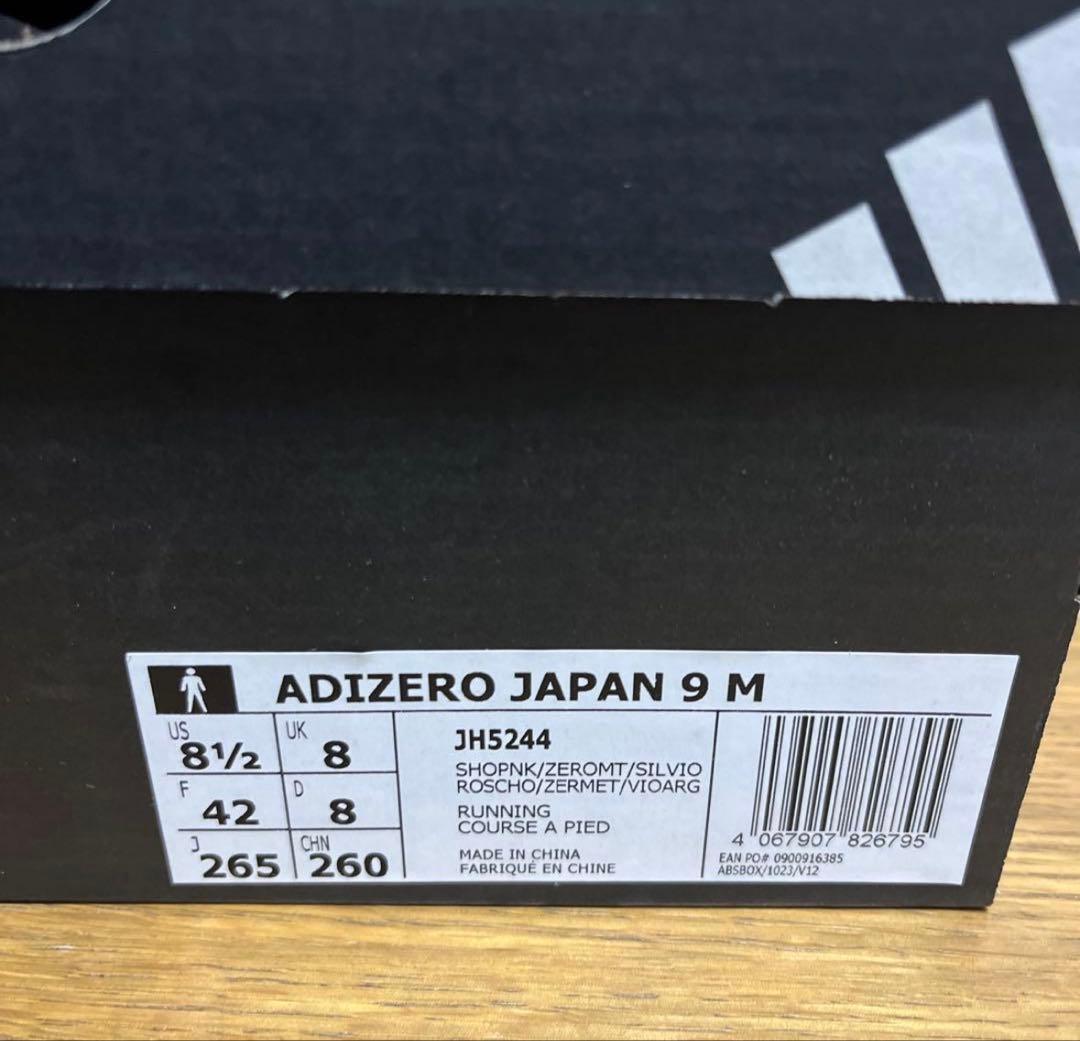 ADIZERO JAPAN 9 M
US 8½ UK 8
F 42 D 8
J 265 CHN 260
JH5244
SHOPNK/ZEROMT/SILVIO
ROSCHO/ZERMET/VIOARG
RUNNING
COURSE A PIED
MADE IN CHINA
FABRIQUÉ EN CHINE
4 067907 826795
EAN PO# 0900916385
ABSBOX/1023/V12